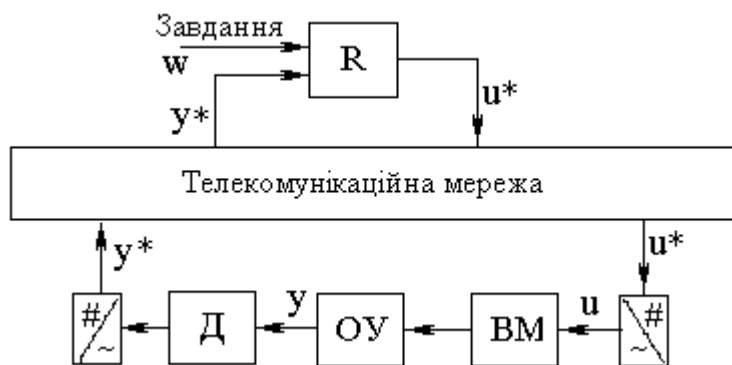 Завдання
w
R
y*
u*
Телекомунікаційна мережа
y*
u*
#
~
Д
y
ОУ
ВМ
u
#
~